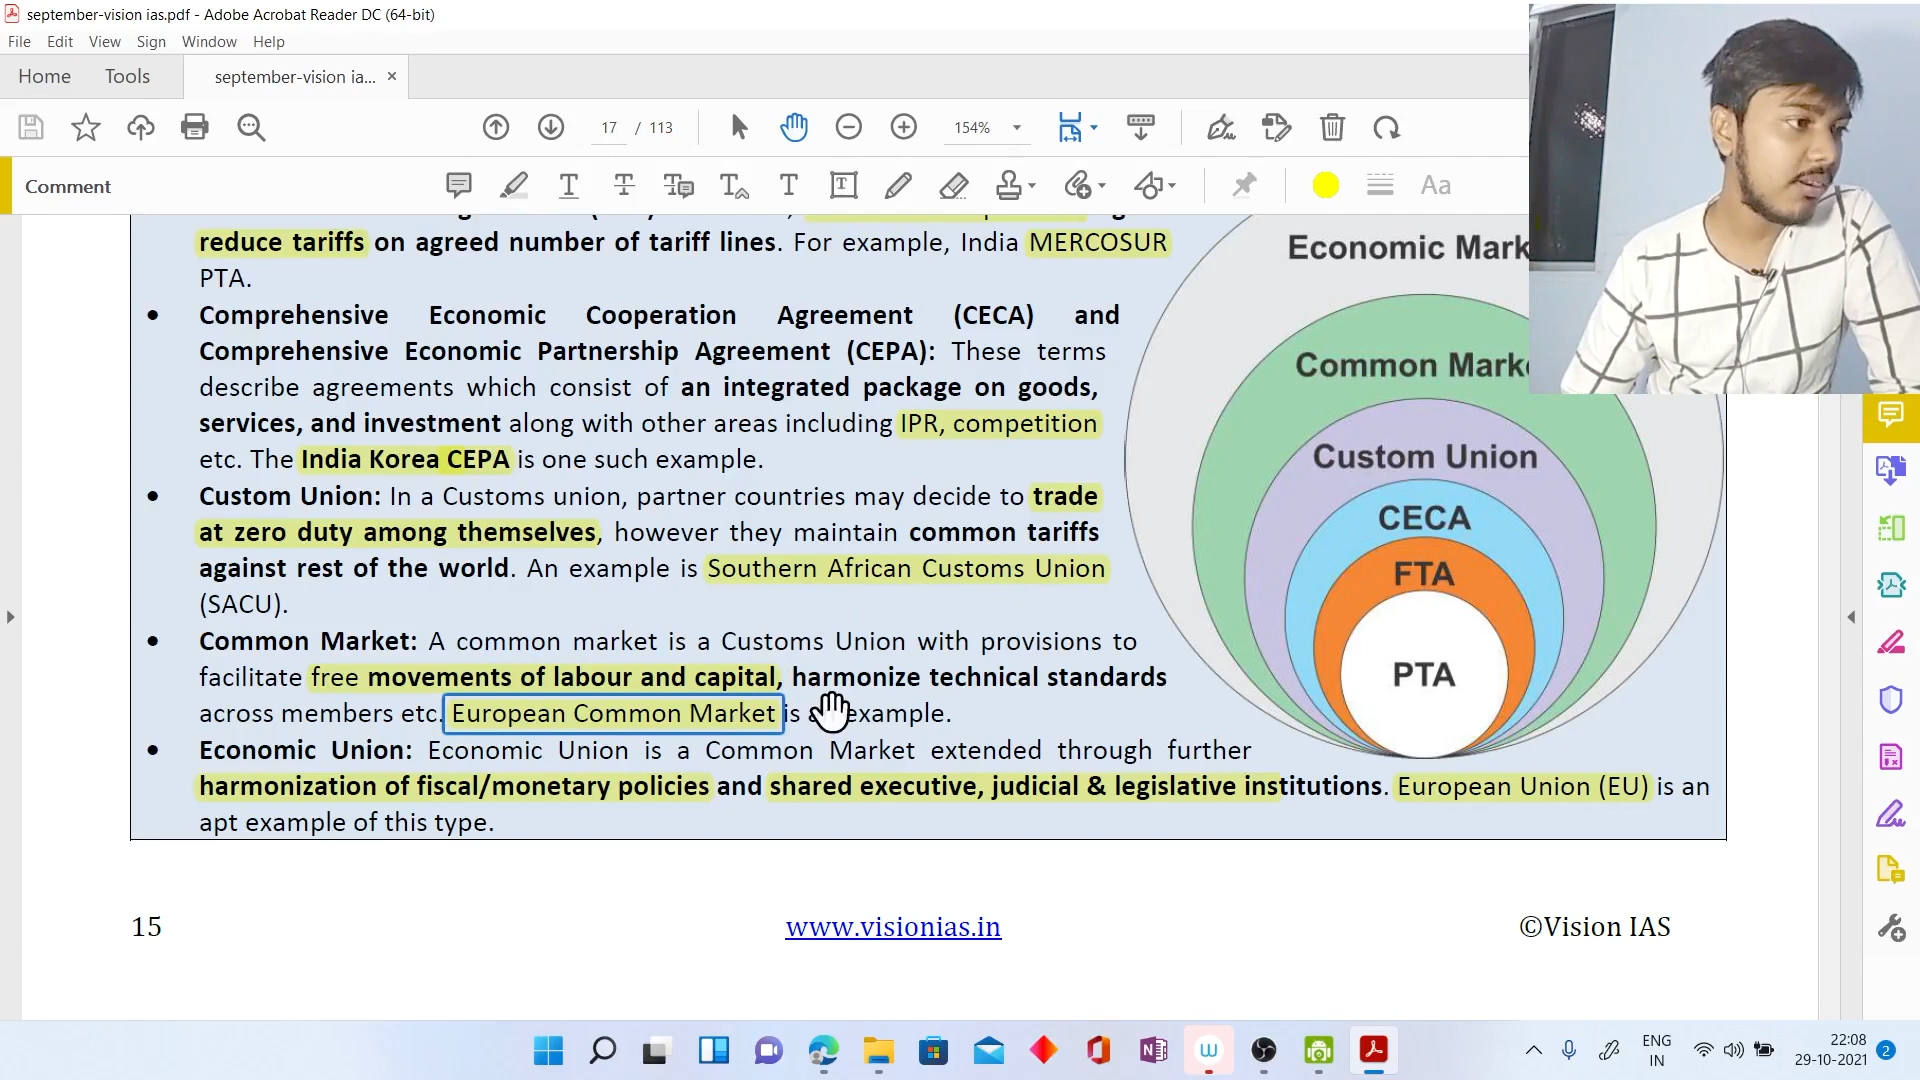 september-vision ias.pdf - Adobe Acrobat Reader DC (64-bit)
File Edit View Sign Window Help
Home Tools september-vision ia... ×
17 / 113 154%
Comment Aa
reduce tariffs on agreed number of tariff lines. For example, India MERCOSUR
PTA.
• Comprehensive Economic Cooperation Agreement (CECA) and
Comprehensive Economic Partnership Agreement (CEPA): These terms
describe agreements which consist of an integrated package on goods,
services, and investment along with other areas including IPR, competition
etc. The India Korea CEPA is one such example.
• Custom Union: In a Customs union, partner countries may decide to trade
at zero duty among themselves, however they maintain common tariffs
against rest of the world. An example is Southern African Customs Union
(SACU).
• Common Market: A common market is a Customs Union with provisions to
facilitate free movements of labour and capital, harmonize technical standards
across members etc. European Common Market is example.
• Economic Union: Economic Union is a Common Market extended through further
harmonization of fiscal/monetary policies and shared executive, judicial & legislative institutions. European Union (EU) is an
apt example of this type.
Economic Mark
Common Mark
Custom Union
CECA
FTA
PTA
15 www.visionias.in ©Vision IAS
ENG
IN
22:08
29-10-2021
2